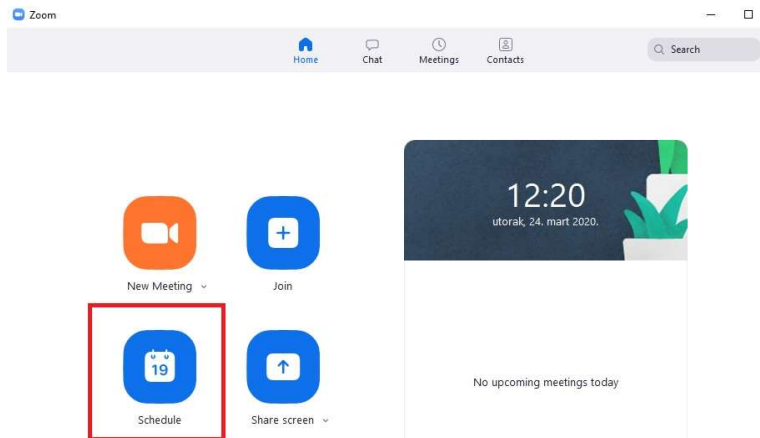 Zoom
Home
Chat
Meetings
Contacts
Search
12:20
utorak, 24. mart 2020.
New Meeting
Join
19
Schedule
Share screen
No upcoming meetings today